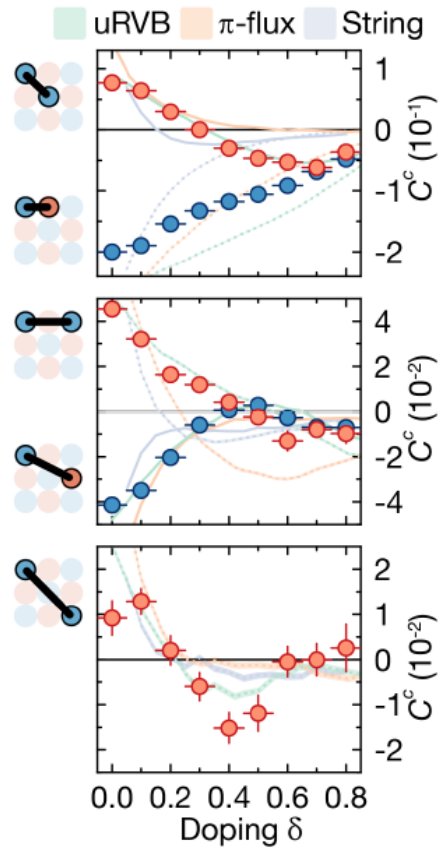 uRVB π-flux String
1
0
-1
-2
C^c (10^-1)
4
2
0
-2
-4
C^c (10^-2)
2
1
0
-1
-2
C^c (10^-2)
0.0 0.2 0.4 0.6 0.8
Doping δ